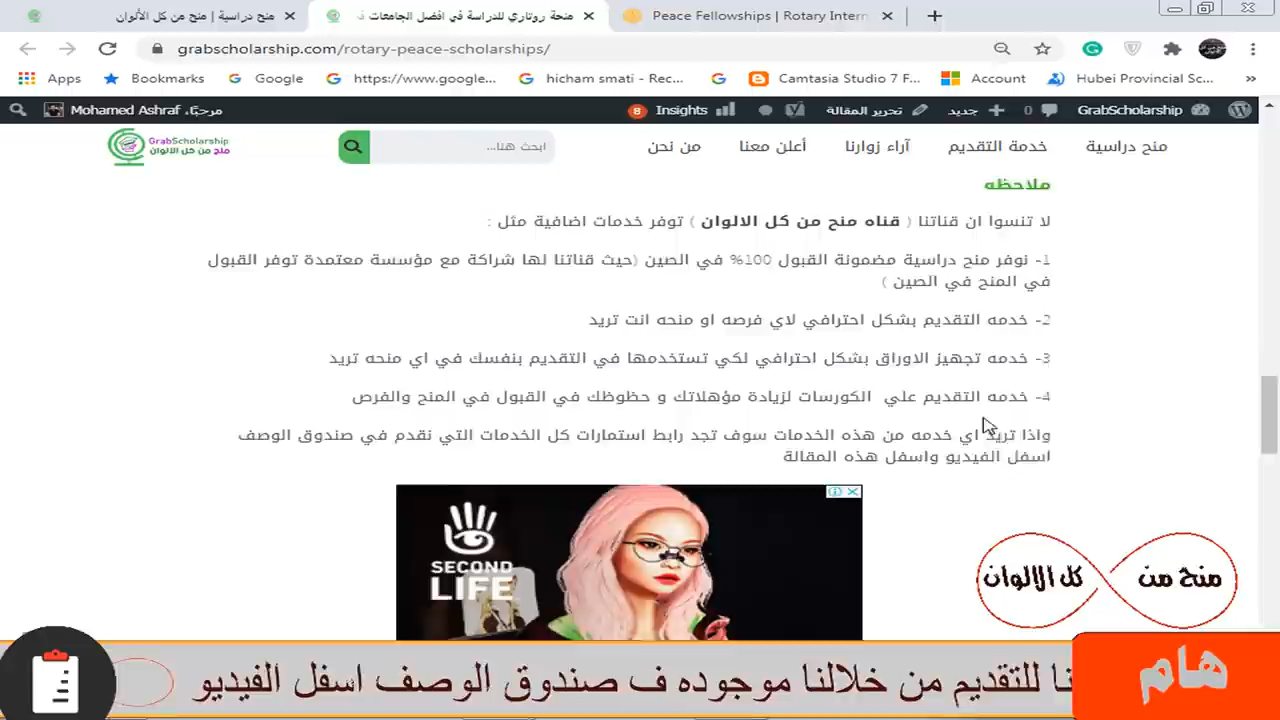 منح دراسية | منح من كل الألوان
منحة روتاري للدراسة في افضل الجامعات
Peace Fellowships | Rotary Intern
grabscholarship.com/rotary-peace-scholarships/
Apps
Bookmarks
Google
https://www.google...
hicham smati - Rec...
Camtasia Studio 7 F...
Account
Hubei Provincial Sc...
»
مرحبًا، Mohamed Ashraf
8
Insights
تحرير المقالة
جديد
0
GrabScholarship
GrabScholarship
منح من كل الالوان
ابحث هنا...
من نحن
أعلن معنا
آراء زوارنا
خدمة التقديم
منح دراسية
ملاحظه
لا تنسوا ان قناتنا ( قناه منح من كل الالوان ) توفر خدمات اضافية مثل :
1- نوفر منح دراسية مضمونة القبول 100% في الصين (حيث قناتنا لها شراكة مع مؤسسة معتمدة توفر القبول
في المنح في الصين )
2- خدمه التقديم بشكل احترافي لاي فرصه او منحه انت تريد
3- خدمه تجهيز الاوراق بشكل احترافي لكي تستخدمها في التقديم بنفسك في اي منحه تريد
4- خدمه التقديم علي الكورسات لزيادة مؤهلاتك و حظوظك في القبول في المنح والفرص
واذا تريد اي خدمه من هذه الخدمات سوف تجد رابط استمارات كل الخدمات التي نقدم في صندوق الوصف
اسفل الفيديو واسفل هذه المقالة
SECOND
LIFE
منح من كل الالوان
هام
نا للتقديم من خلالنا موجوده ف صندوق الوصف اسفل الفيديو